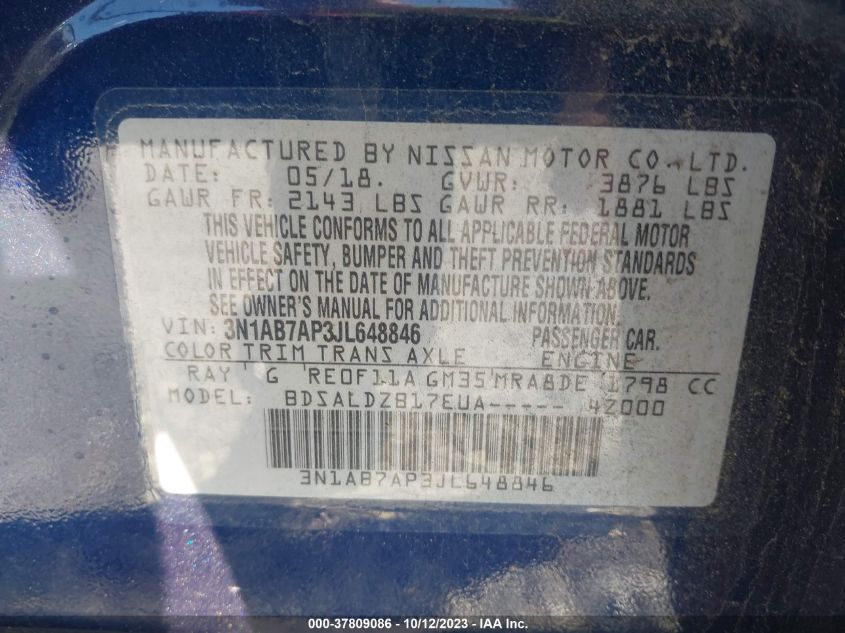 MANUFACTURED BY NISSAN MOTOR CO., LTD.
DATE: 05/18. GVWR: 3876 LBS
GAWR FR: 2143 LBS GAWR RR: 1881 LBS
THIS VEHICLE CONFORMS TO ALL APPLICABLE FEDERAL MOTOR
VEHICLE SAFETY, BUMPER AND THEFT PREVENTION STANDARDS
IN EFFECT ON THE DATE OF MANUFACTURE SHOWN ABOVE.
SEE OWNER'S MANUAL FOR ADDITIONAL INFORMATION.
VIN: 3N1AB7AP3JL648846 PASSENGER CAR.
COLOR TRIM TRANS AXLE ENGINE
RAY G RE0F11A GM35 MRA8DE 1798 CC
MODEL: BDSALDZB17EUA----- 4Z000
3N1AB7AP3JL648846
000-37809086 - 10/12/2023 - IAA Inc.